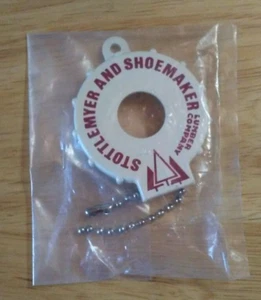 STOTTLEMYER AND SHOEMAKER
LUMBER
COMPANY